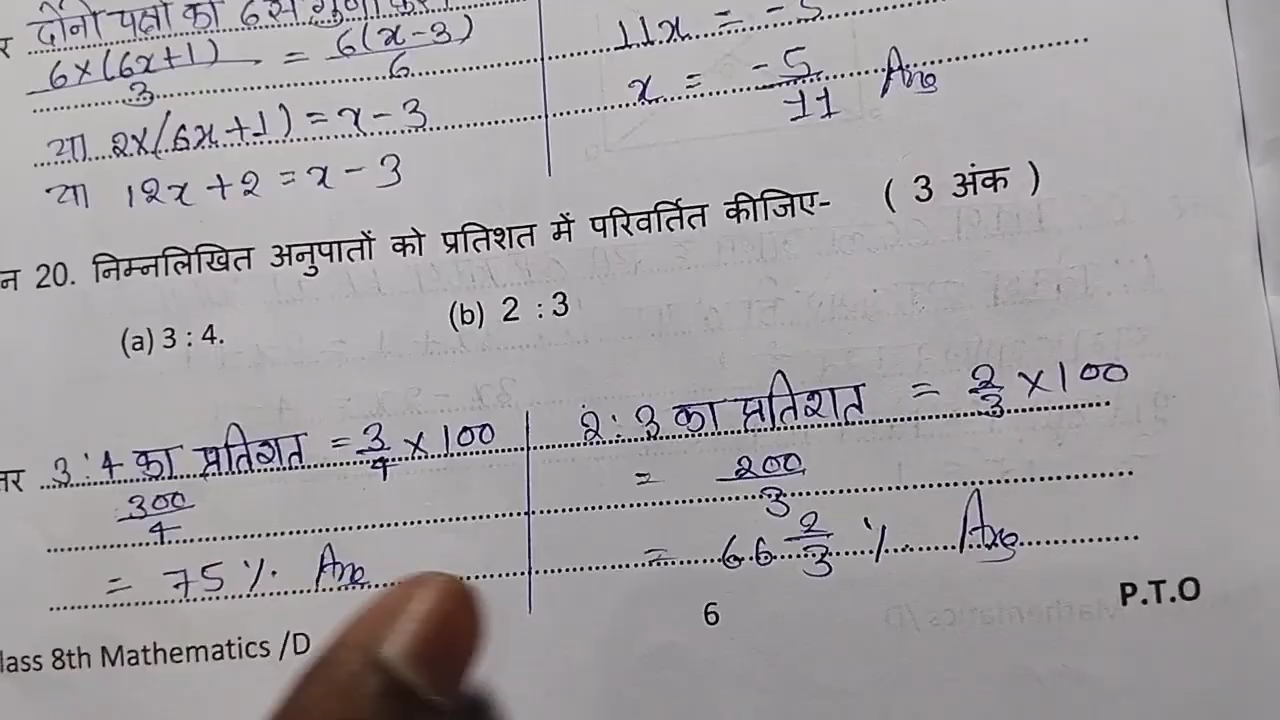 दोनों पक्षों को 6 से गुणा करने
6×(6x+1)/3 = 6(x-3)/6
या 2×(6x+1) = x-3
या 12x+2 = x-3
11x = -5
x = -5/11 Ans
न 20. निम्नलिखित अनुपातों को प्रतिशत में परिवर्तित कीजिए- ( 3 अंक )
(a) 3 : 4. (b) 2 : 3
3:4 का प्रतिशत = 3/4 × 100
300/4
= 75 % Ans
2:3 का प्रतिशत = 2/3 × 100
= 200/3
= 66 2/3 % Ans
6
P.T.O
lass 8th Mathematics /D